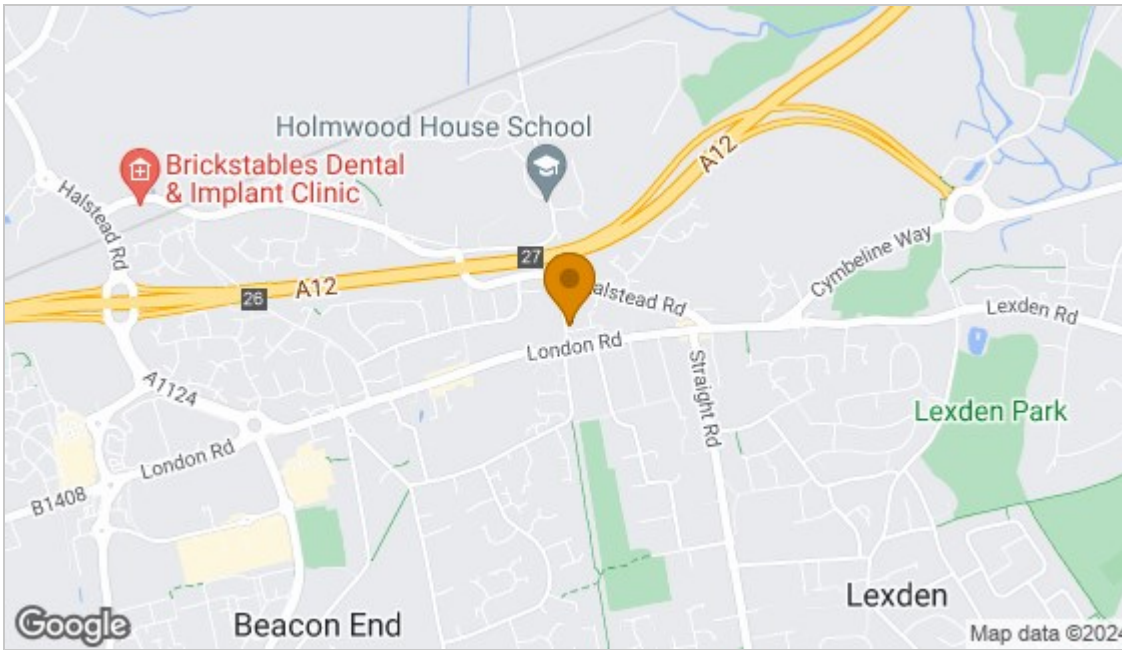 Holmwood House School
Brickstables Dental
& Implant Clinic
A12
Halstead Rd
27
A12
26
Halstead Rd
Cymbeline Way
Lexden Rd
London Rd
Straight Rd
A1124
Lexden Park
London Rd
B1408
Lexden
Beacon End
Google
Map data ©2024